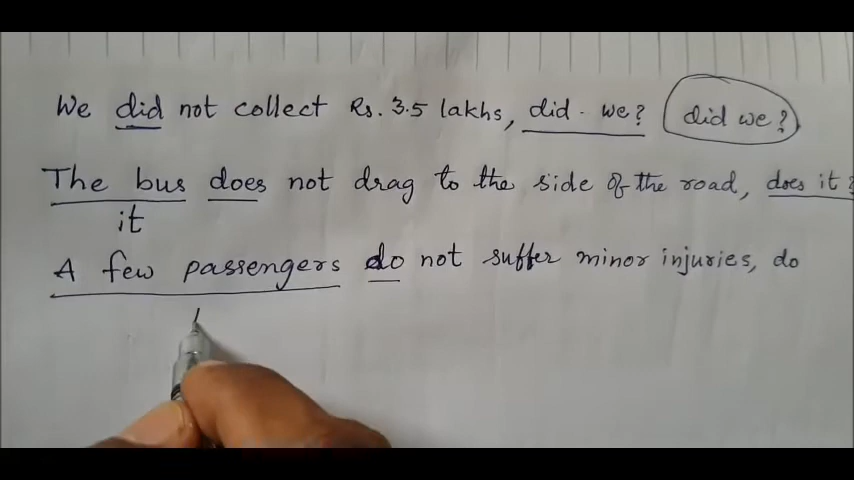 We did not collect Rs. 3.5 lakhs, did we? did we?
The bus does not drag to the side of the road, does it?
it
A few passengers do not suffer minor injuries, do